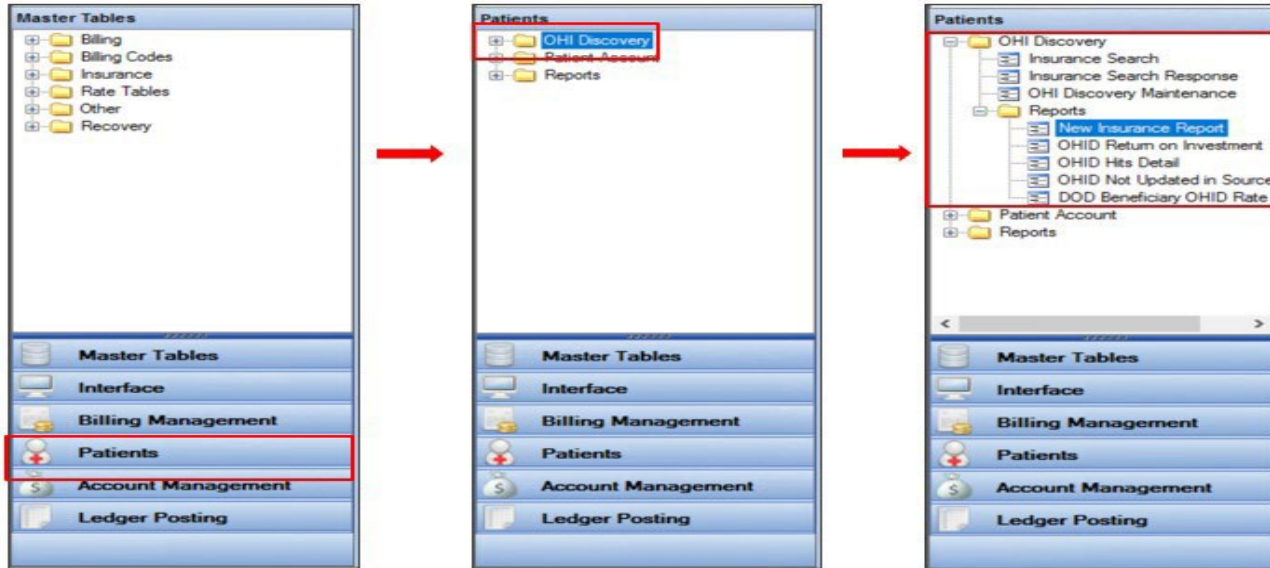 Master Tables
Billing
Billing Codes
Insurance
Rate Tables
Other
Recovery
Master Tables
Interface
Billing Management
Patients
Account Management
Ledger Posting
Patients
OHI Discovery
Patient Account
Reports
Master Tables
Interface
Billing Management
Patients
Account Management
Ledger Posting
Patients
OHI Discovery
Insurance Search
Insurance Search Response
OHI Discovery Maintenance
Reports
New Insurance Report
OHID Return on Investment
OHID Hits Detail
OHID Not Updated in Source
DOD Beneficiary OHID Rate
Patient Account
Reports
Master Tables
Interface
Billing Management
Patients
Account Management
Ledger Posting